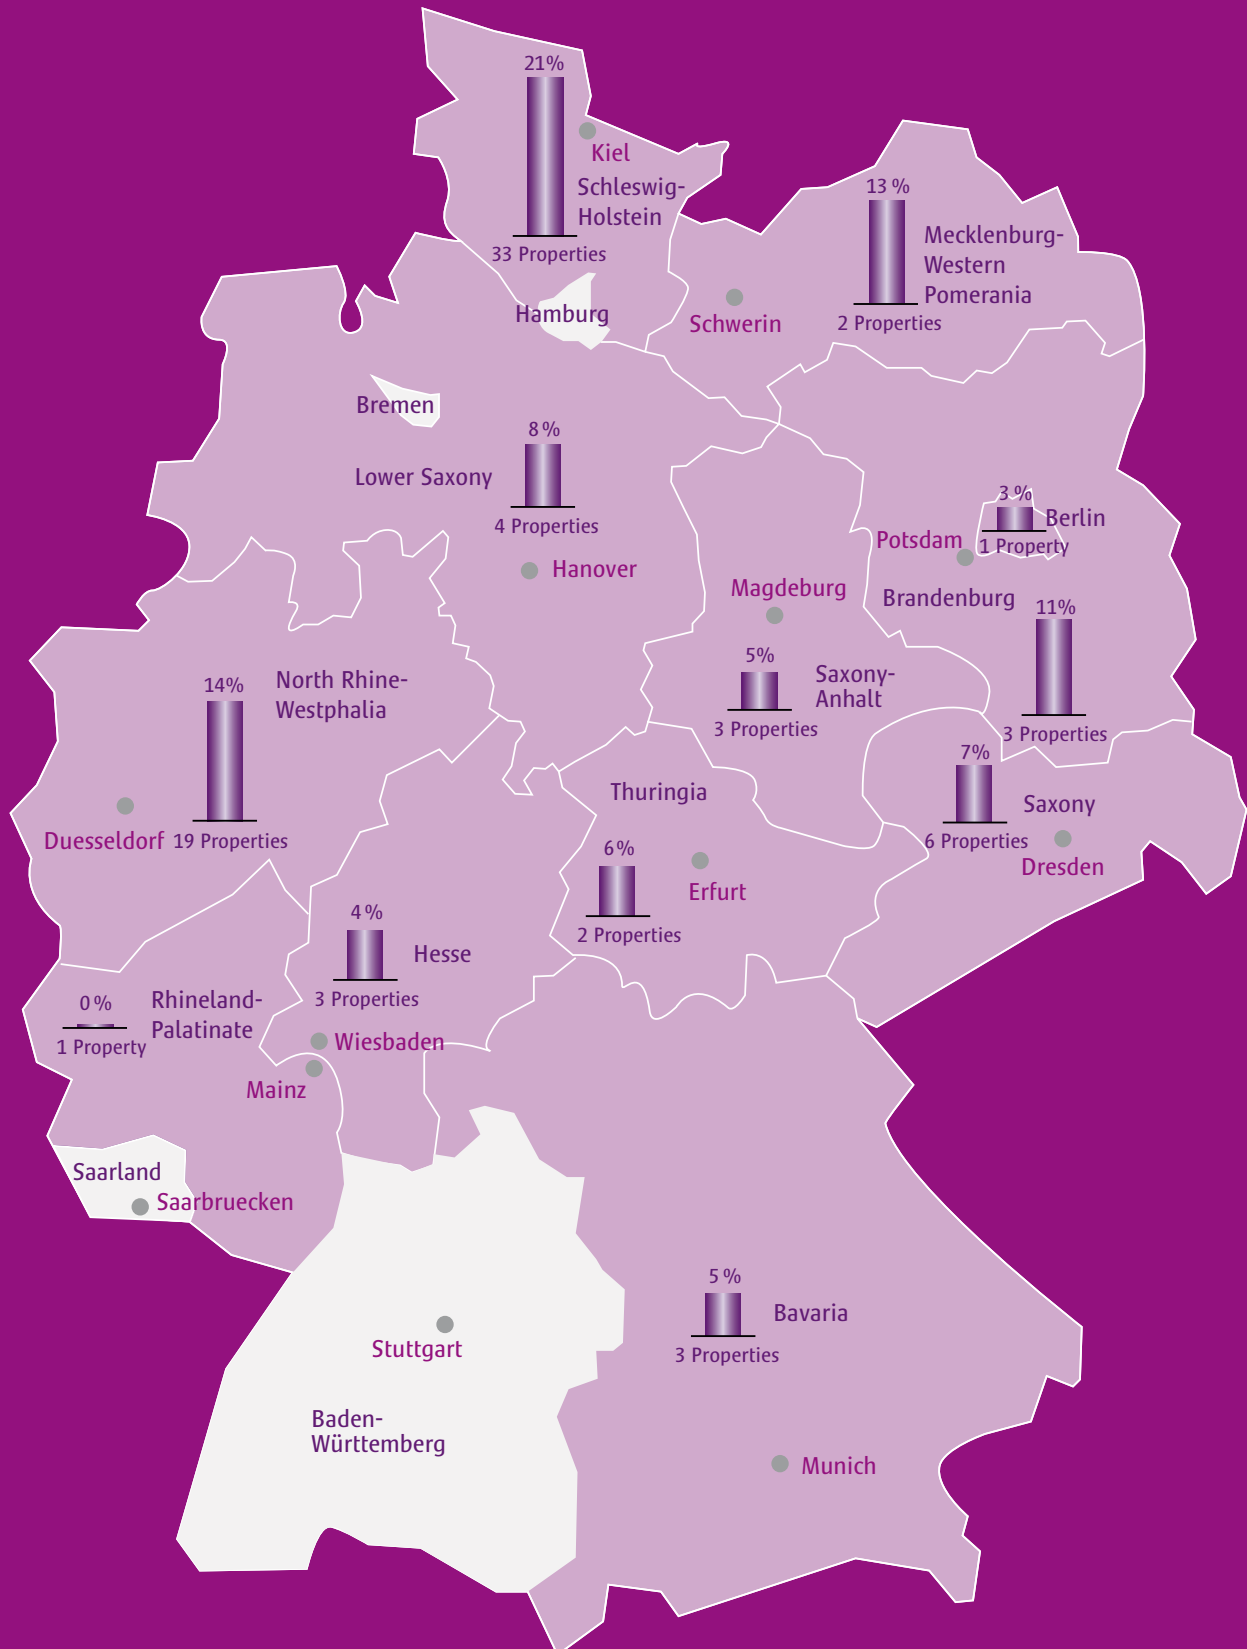 21%
Kiel
Schleswig-
Holstein
33 Properties
13 %
Mecklenburg-
Western
Pomerania
2 Properties
Hamburg
Schwerin
Bremen
8 %
Lower Saxony
4 Properties
Hanover
3 %
Berlin
1 Property
Potsdam
Brandenburg
11%
3 Properties
Magdeburg
5%
Saxony-
Anhalt
3 Properties
14%
North Rhine-
Westphalia
Duesseldorf
19 Properties
7%
Saxony
6 Properties
Dresden
Thuringia
6 %
Erfurt
2 Properties
4 %
Hesse
3 Properties
0 %
Rhineland-
Palatinate
1 Property
Wiesbaden
Mainz
Saarland
Saarbruecken
5 %
Bavaria
3 Properties
Stuttgart
Baden-
Württemberg
Munich